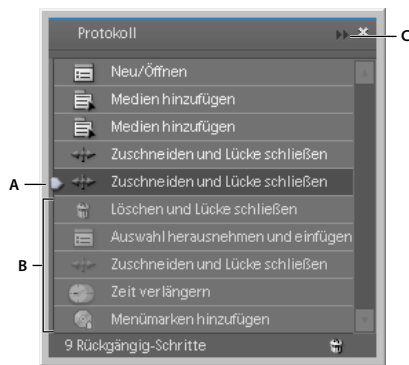 Protokoll
C
Neu/Öffnen
Medien hinzufügen
Medien hinzufügen
Zuschneiden und Lücke schließen
A
Zuschneiden und Lücke schließen
Löschen und Lücke schließen
Auswahl herausnehmen und einfügen
B
Zuschneiden und Lücke schließen
Zeit verlängern
Menümarken hinzufügen
9 Rückgängig-Schritte